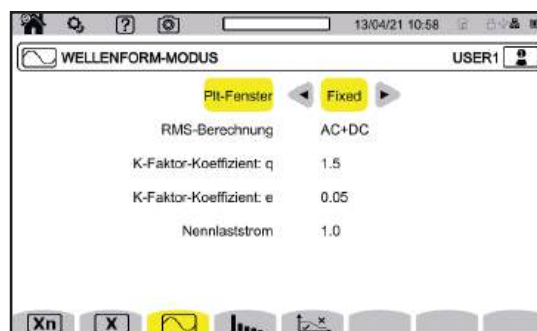 ? 13/04/21 10:58
WELLENFORM-MODUS USER1
Plt-Fenster Fixed
RMS-Berechnung AC+DC
K-Faktor-Koeffizient: q 1.5
K-Faktor-Koeffizient: e 0.05
Nennlaststrom 1.0
Xn X